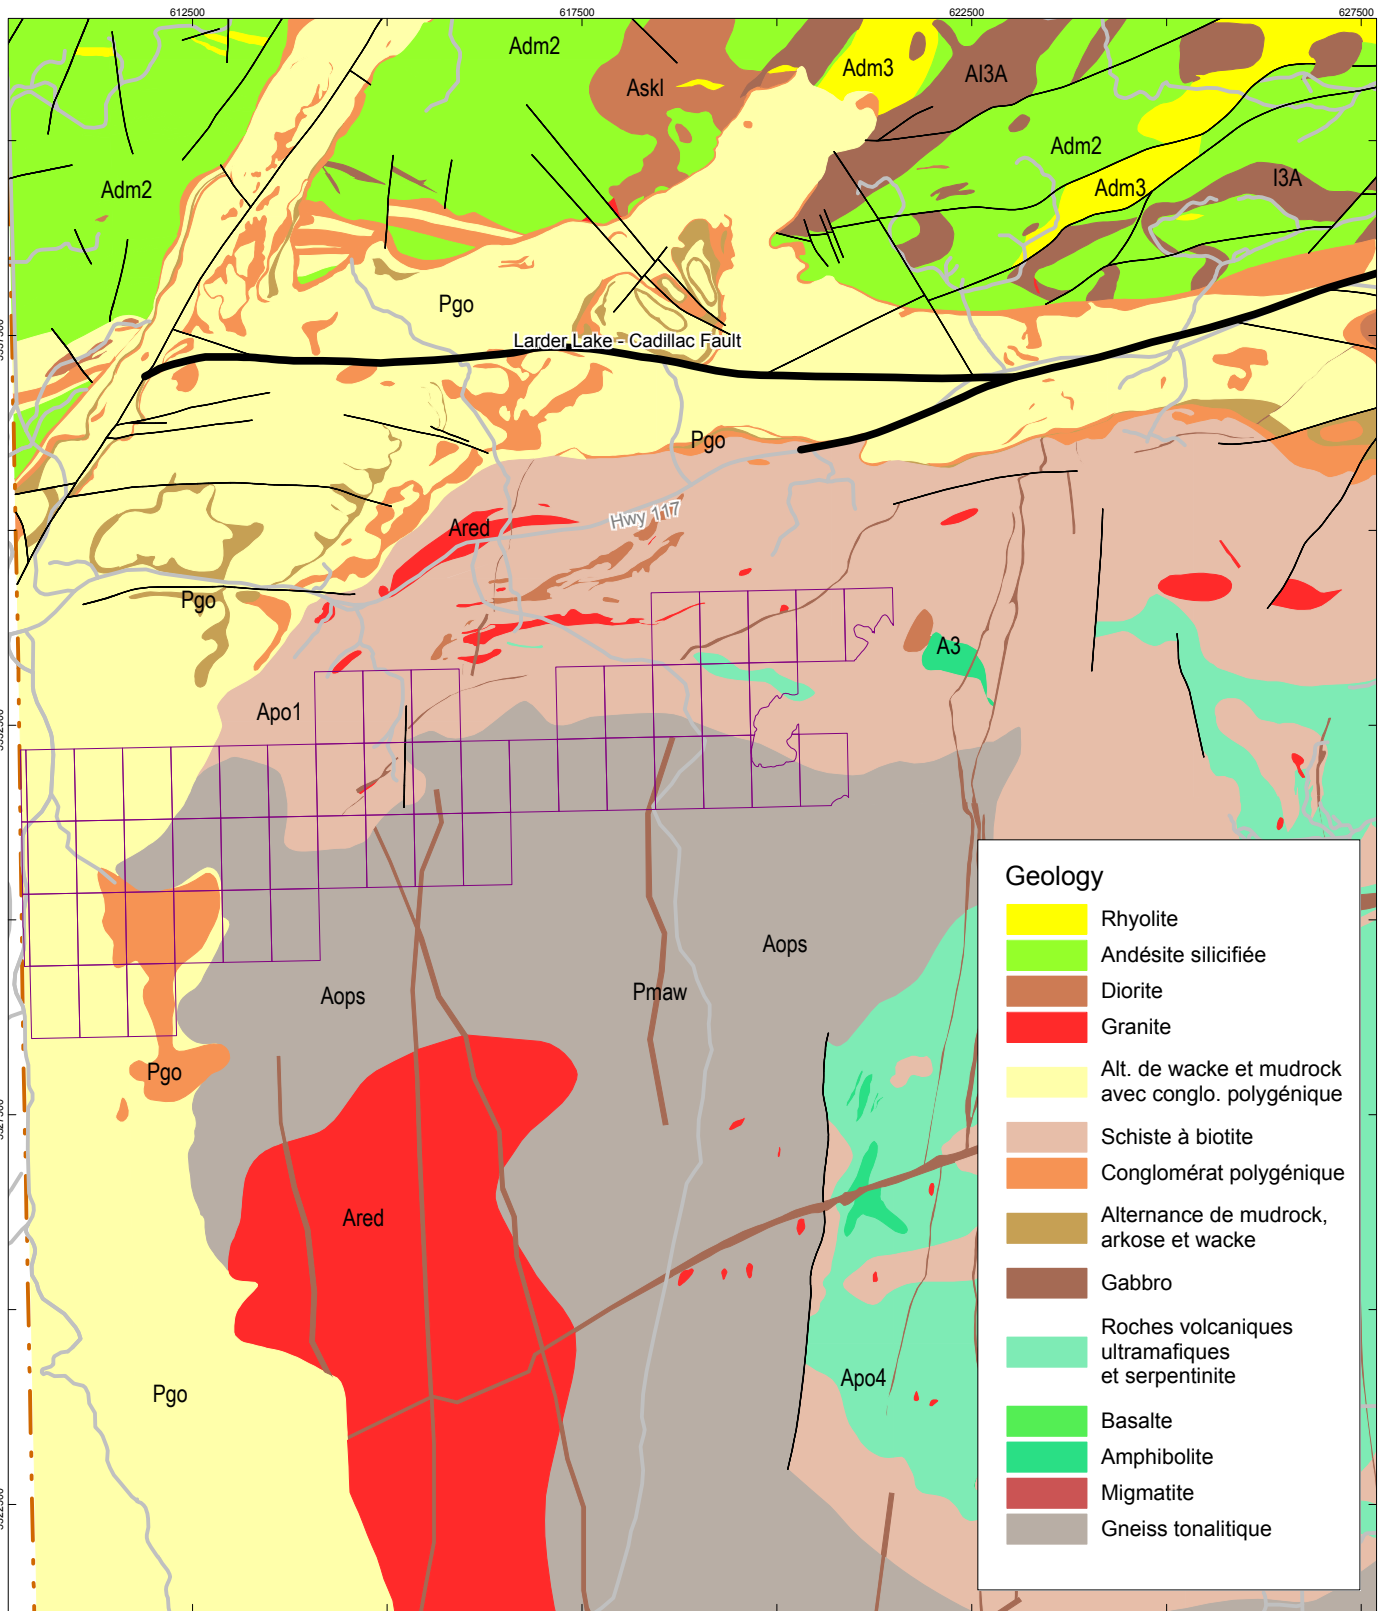 612500
617500
622500
627500
Adm2
Askl
Adm3
AI3A
Adm2
Adm2
Adm3
I3A
Pgo
Larder Lake - Cadillac Fault
Pgo
Hwy 117
Ared
Pgo
A3
Apo1
Aops
Aops
Pmaw
Pgo
Ared
Apo4
Pgo
Geology
Rhyolite
Andésite silicifiée
Diorite
Granite
Alt. de wacke et mudrock
avec conglo. polygénique
Schiste à biotite
Conglomérat polygénique
Alternance de mudrock,
arkose et wacke
Gabbro
Roches volcaniques
ultramafiques
et serpentinite
Basalte
Amphibolite
Migmatite
Gneiss tonalitique